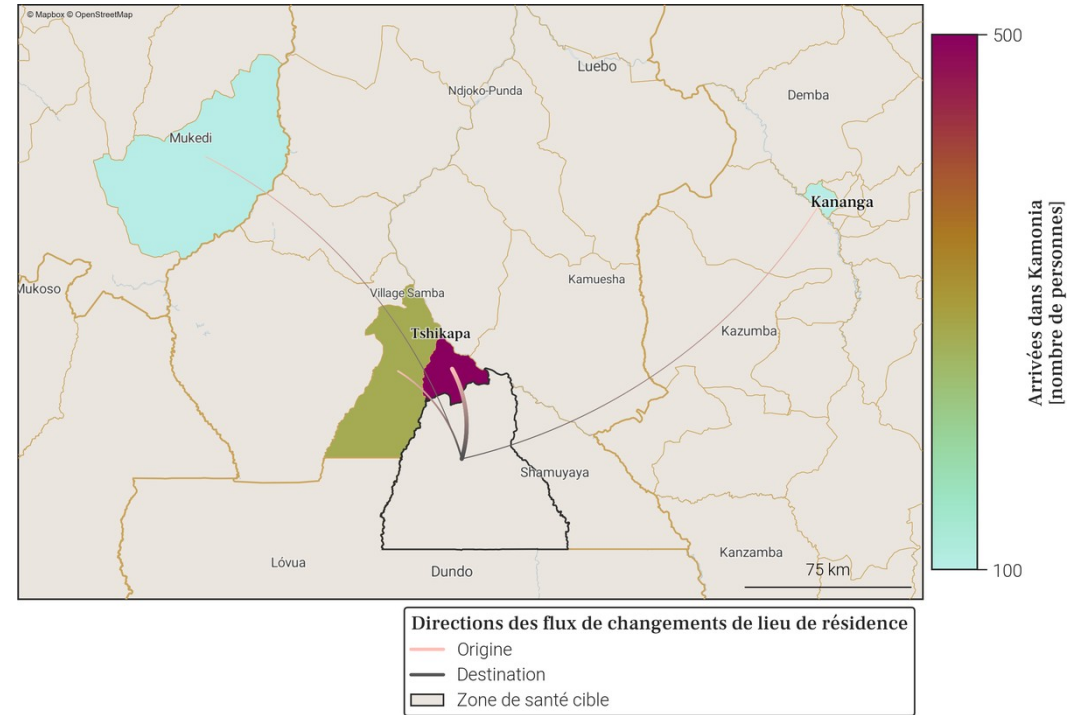 © Mapbox © OpenStreetMap
Luebo
Ndjoko-Punda
Demba
Mukedi
Kananga
Mukoso
Village Samba
Kamuesha
Tshikapa
Kazumba
Shamuyaya
Lóvua
Dundo
Kanzamba
75 km
500
100
Arrivées dans Kamonia
[nombre de personnes]
Directions des flux de changements de lieu de résidence
Origine
Destination
Zone de santé cible